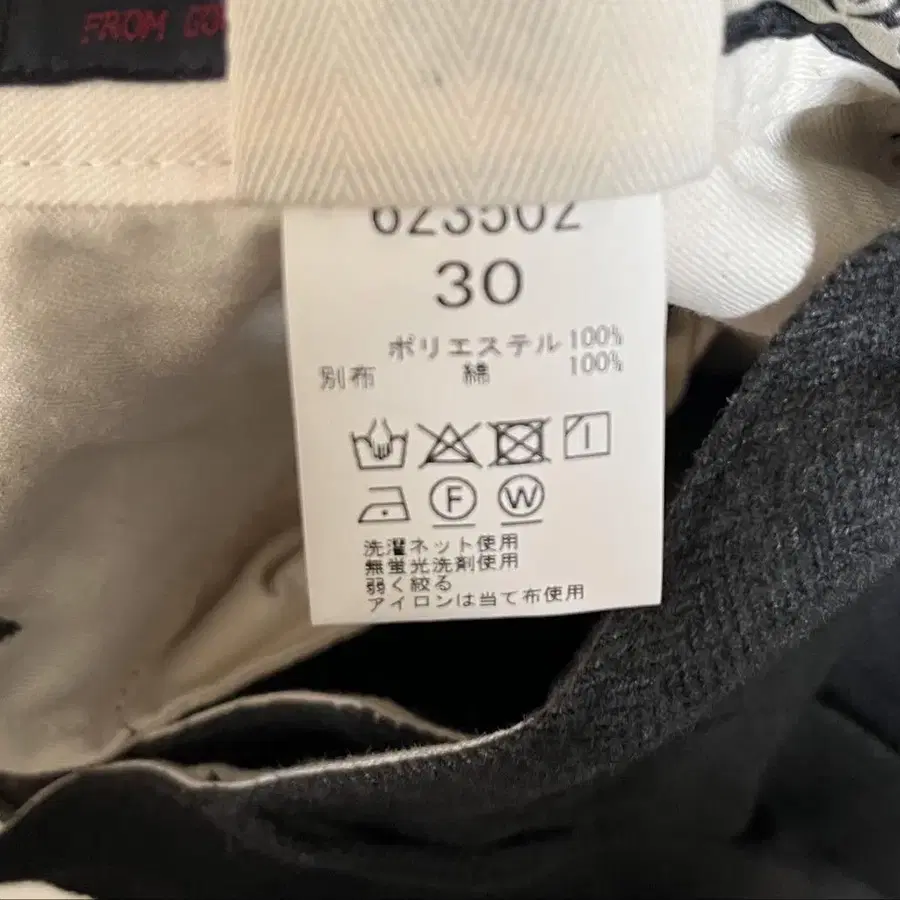 FROM
623502
30
ポリエステル 100%
別布 綿 100%
F W
洗濯ネット使用
無蛍光洗剤使用
弱く絞る
アイロンは当て布使用